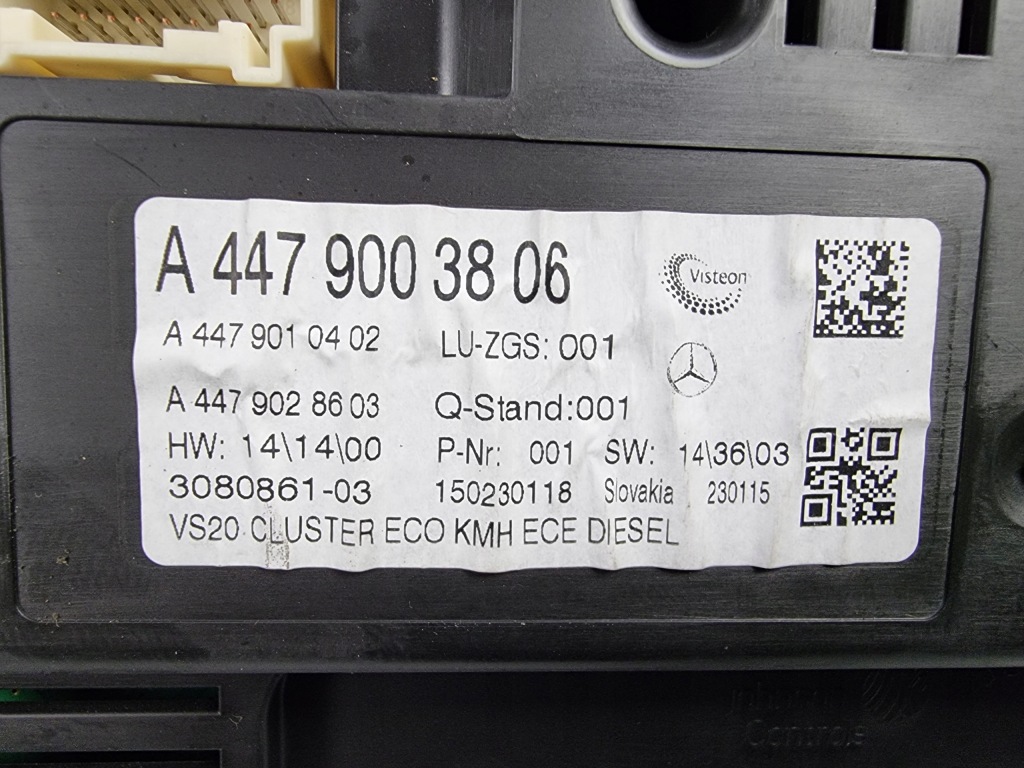 A 447 900 38 06
Visteon
A 447 901 04 02 LU-ZGS: 001
A 447 902 86 03 Q-Stand:001
HW: 14\14\00 P-Nr: 001 SW: 14\36\03
3080861-03 150230118 Slovakia 230115
VS20 CLUSTER ECO KMH ECE DIESEL
Controls